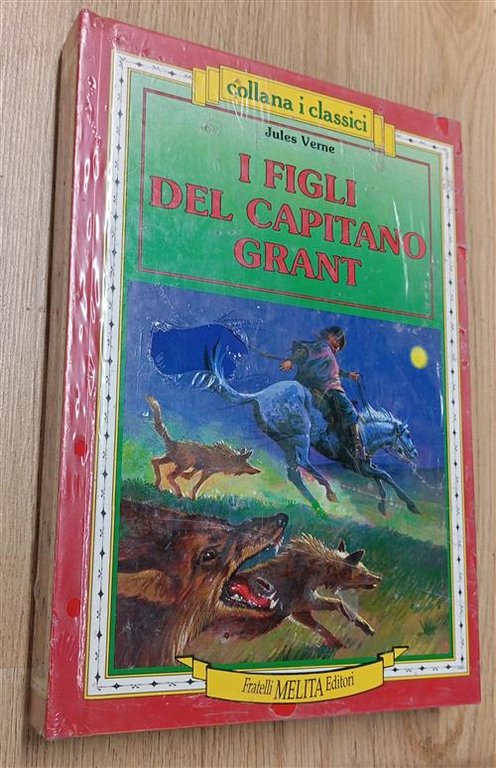 collana i classici
Jules Verne
I FIGLI
DEL CAPITANO
GRANT
Fratelli MELITA Editori